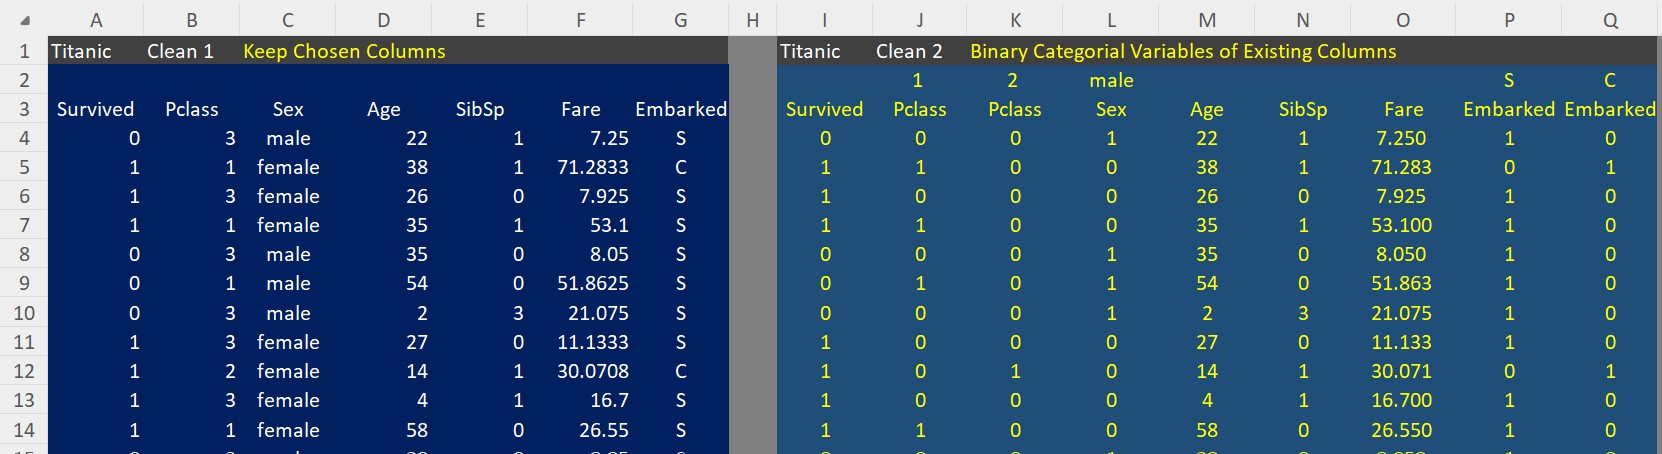 A B C D E F G H I J K L M N O P Q
1 Titanic Clean 1 Keep Chosen Columns Titanic Clean 2 Binary Categorial Variables of Existing Columns
2 1 2 male S C
3 Survived Pclass Sex Age SibSp Fare Embarked Survived Pclass Pclass Sex Age SibSp Fare Embarked Embarked
4 0 3 male 22 1 7.25 S 0 0 0 1 22 1 7.250 1 0
5 1 1 female 38 1 71.2833 C 1 1 0 0 38 1 71.283 0 1
6 1 3 female 26 0 7.925 S 1 0 0 0 26 0 7.925 1 0
7 1 1 female 35 1 53.1 S 1 1 0 0 35 1 53.100 1 0
8 0 3 male 35 0 8.05 S 0 0 0 1 35 0 8.050 1 0
9 0 1 male 54 0 51.8625 S 0 1 0 1 54 0 51.863 1 0
10 0 3 male 2 3 21.075 S 0 0 0 1 2 3 21.075 1 0
11 1 3 female 27 0 11.1333 S 1 0 0 0 27 0 11.133 1 0
12 1 2 female 14 1 30.0708 C 1 0 1 0 14 1 30.071 0 1
13 1 3 female 4 1 16.7 S 1 0 0 0 4 1 16.700 1 0
14 1 1 female 58 0 26.55 S 1 1 0 0 58 0 26.550 1 0